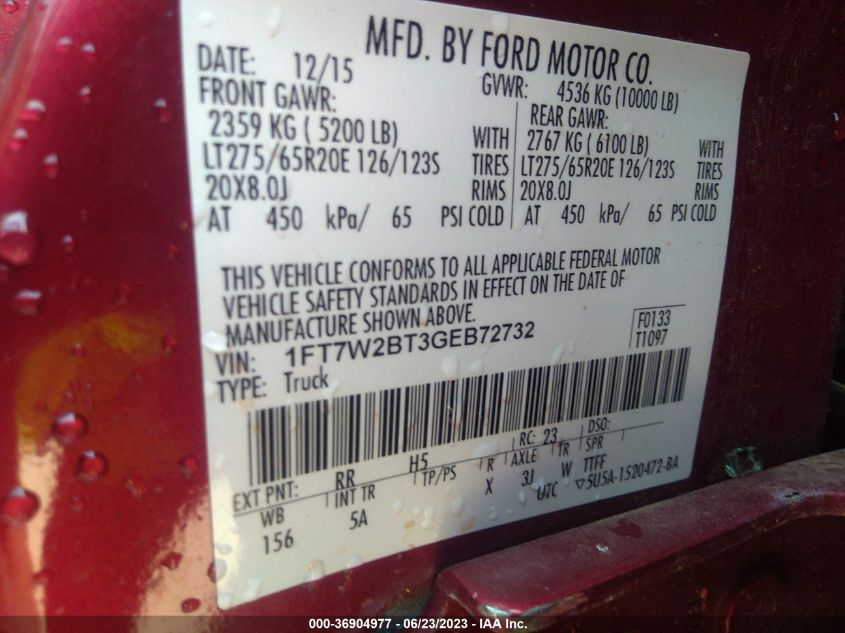 MFD. BY FORD MOTOR CO.
DATE: 12/15 GVWR: 4536 KG (10000 LB)
FRONT GAWR: REAR GAWR:
2359 KG ( 5200 LB) WITH 2767 KG ( 6100 LB) WITH
LT275/65R20E 126/123S TIRES LT275/65R20E 126/123S TIRES
20X8.0J RIMS 20X8.0J RIMS
AT 450 kPa/ 65 PSI COLD AT 450 kPa/ 65 PSI COLD
THIS VEHICLE CONFORMS TO ALL APPLICABLE FEDERAL MOTOR
VEHICLE SAFETY STANDARDS IN EFFECT ON THE DATE OF
MANUFACTURE SHOWN ABOVE.
F0133
VIN: 1FT7W2BT3GEB72732 T1097
TYPE: Truck
EXT PNT: RR H5 RC: 23 DSO:
WB INT TR TP/PS R AXLE TR SPR
156 5A X 3J W TTFF
UTC ▽5U5A-1520472-BA
000-36904977 - 06/23/2023 - IAA Inc.